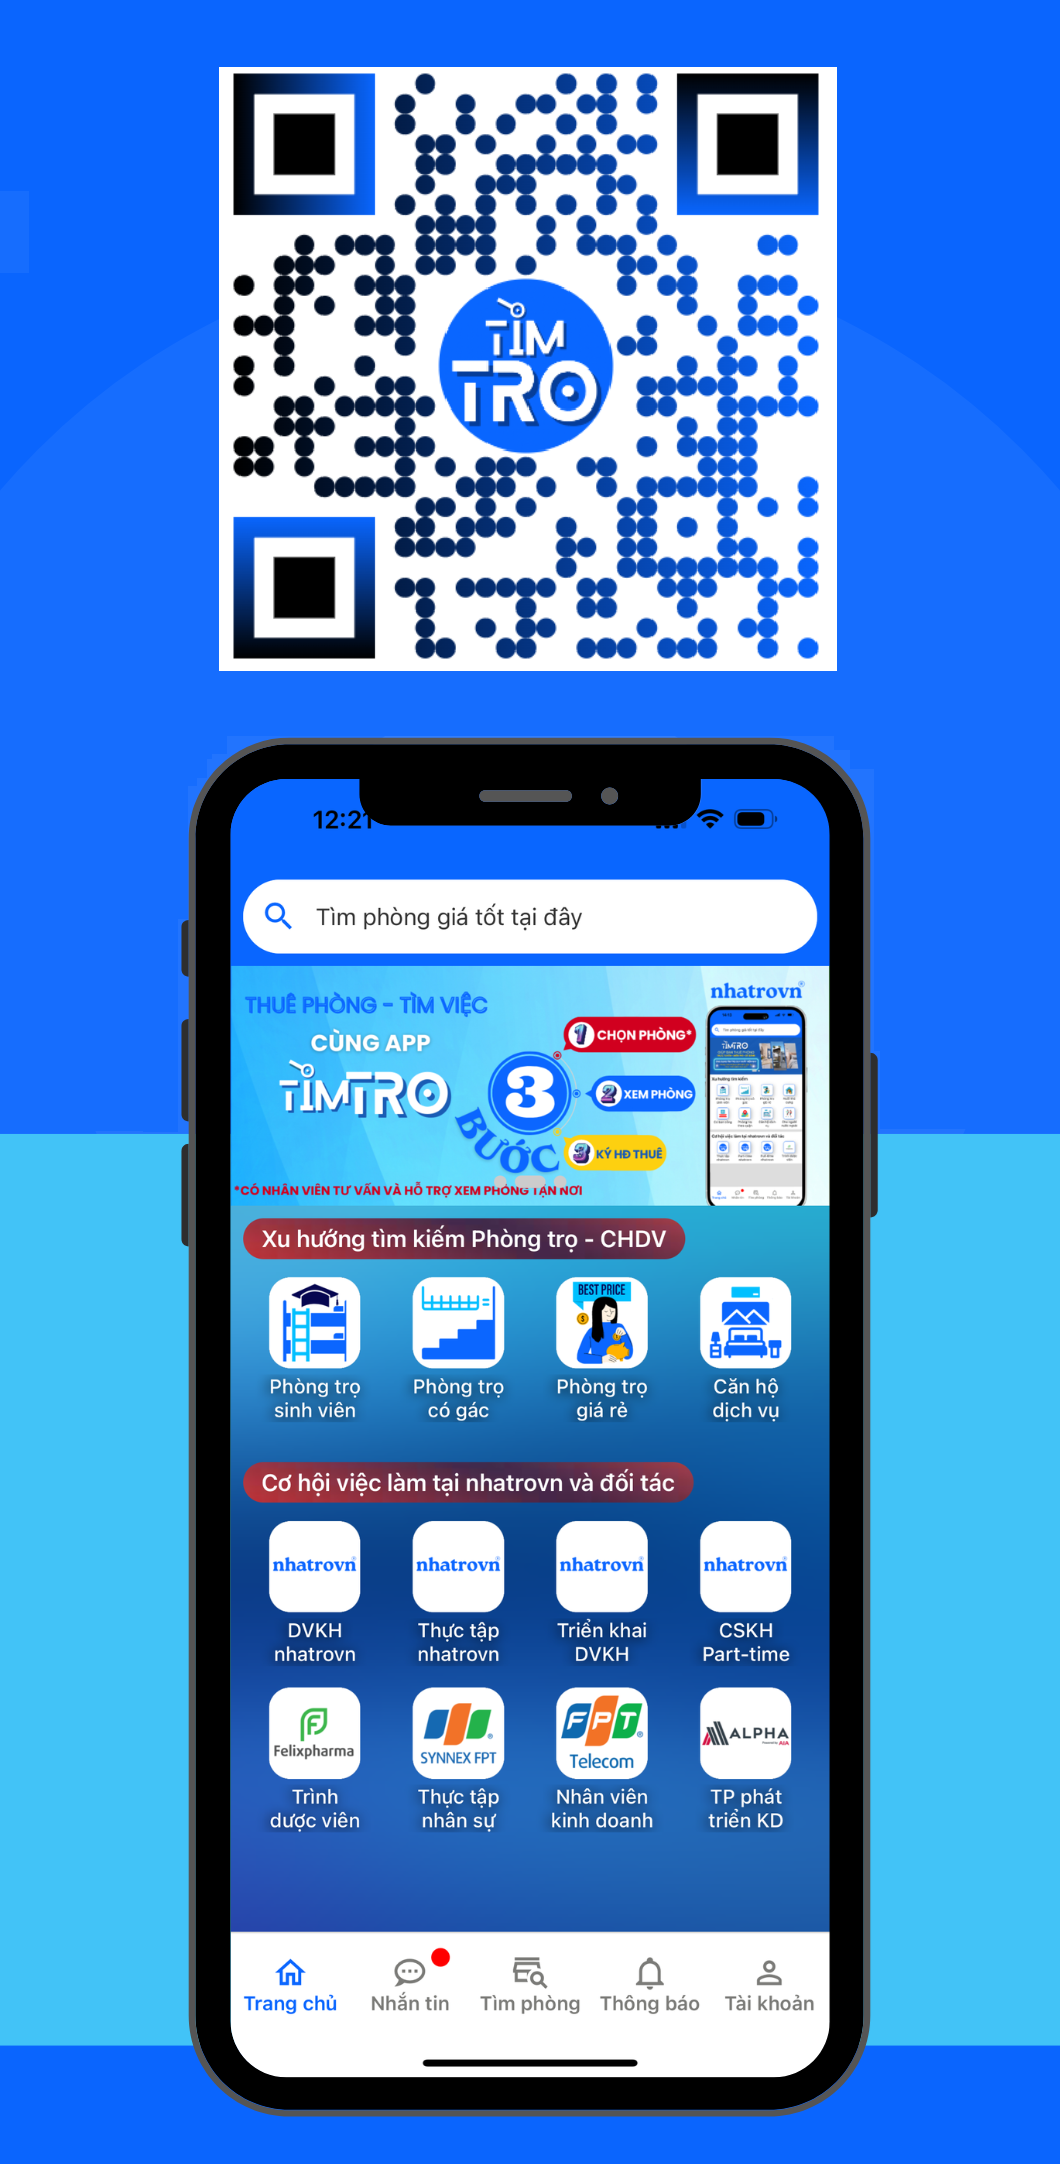 TÌM
TRO
12:21
Tìm phòng giá tốt tại đây
THUÊ PHÒNG - TÌM VIỆC
CÙNG APP
TÌMTRO
3
BƯỚC
1 CHỌN PHÒNG*
2 XEM PHÒNG
3 KÝ HĐ THUÊ
*CÓ NHÂN VIÊN TƯ VẤN VÀ HỖ TRỢ XEM PHÒNG TẬN NƠI
nhatrovn®
Xu hướng tìm kiếm Phòng trọ - CHDV
BEST PRICE
Phòng trọ
sinh viên
Phòng trọ
có gác
Phòng trọ
giá rẻ
Căn hộ
dịch vụ
Cơ hội việc làm tại nhatrovn và đối tác
nhatrovn
nhatrovn
nhatrovn
nhatrovn
DVKH
nhatrovn
Thực tập
nhatrovn
Triển khai
DVKH
CSKH
Part-time
Felixpharma
SYNNEX FPT
FPT
Telecom
ALPHA
Trình
dược viên
Thực tập
nhân sự
Nhân viên
kinh doanh
TP phát
triển KD
Trang chủ
Nhắn tin
Tìm phòng
Thông báo
Tài khoản